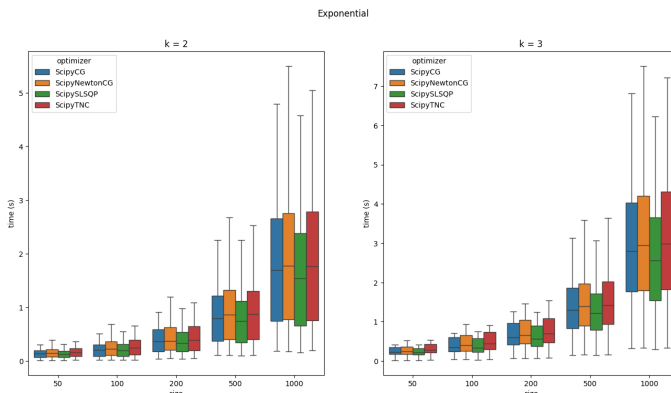 Exponential
k = 2
optimizer
ScipyCG
ScipyNewtonCG
ScipySLSQP
ScipyTNC
5
4
3
2
1
0
time (s)
50
100
200
500
1000
size
k = 3
optimizer
ScipyCG
ScipyNewtonCG
ScipySLSQP
ScipyTNC
7
6
5
4
3
2
1
0
time (s)
50
100
200
500
1000
size